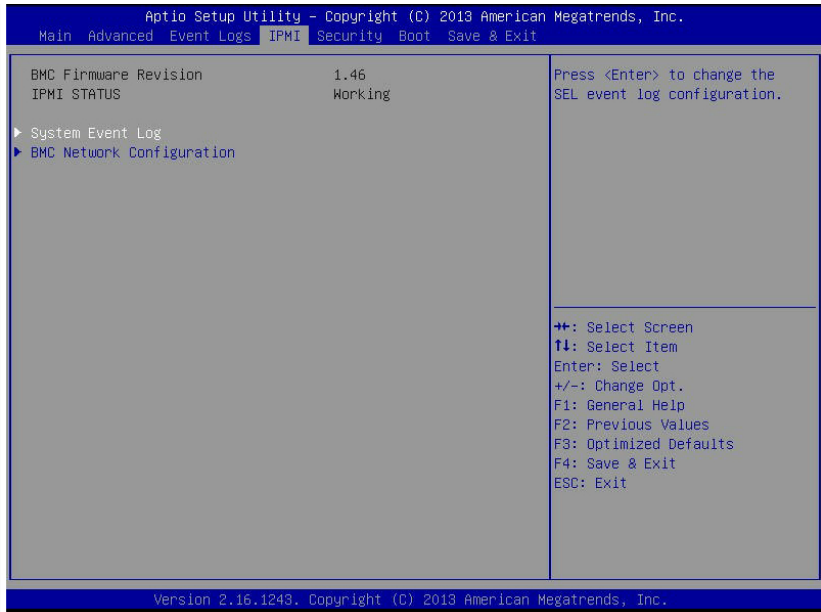 Aptio Setup Utility – Copyright (C) 2013 American Megatrends, Inc.
Main Advanced Event Logs IPMI Security Boot Save & Exit
BMC Firmware Revision 1.46
IPMI STATUS Working
System Event Log
BMC Network Configuration
Press <Enter> to change the
SEL event log configuration.
→←: Select Screen
↑↓: Select Item
Enter: Select
+/-: Change Opt.
F1: General Help
F2: Previous Values
F3: Optimized Defaults
F4: Save & Exit
ESC: Exit
Version 2.16.1243. Copyright (C) 2013 American Megatrends, Inc.